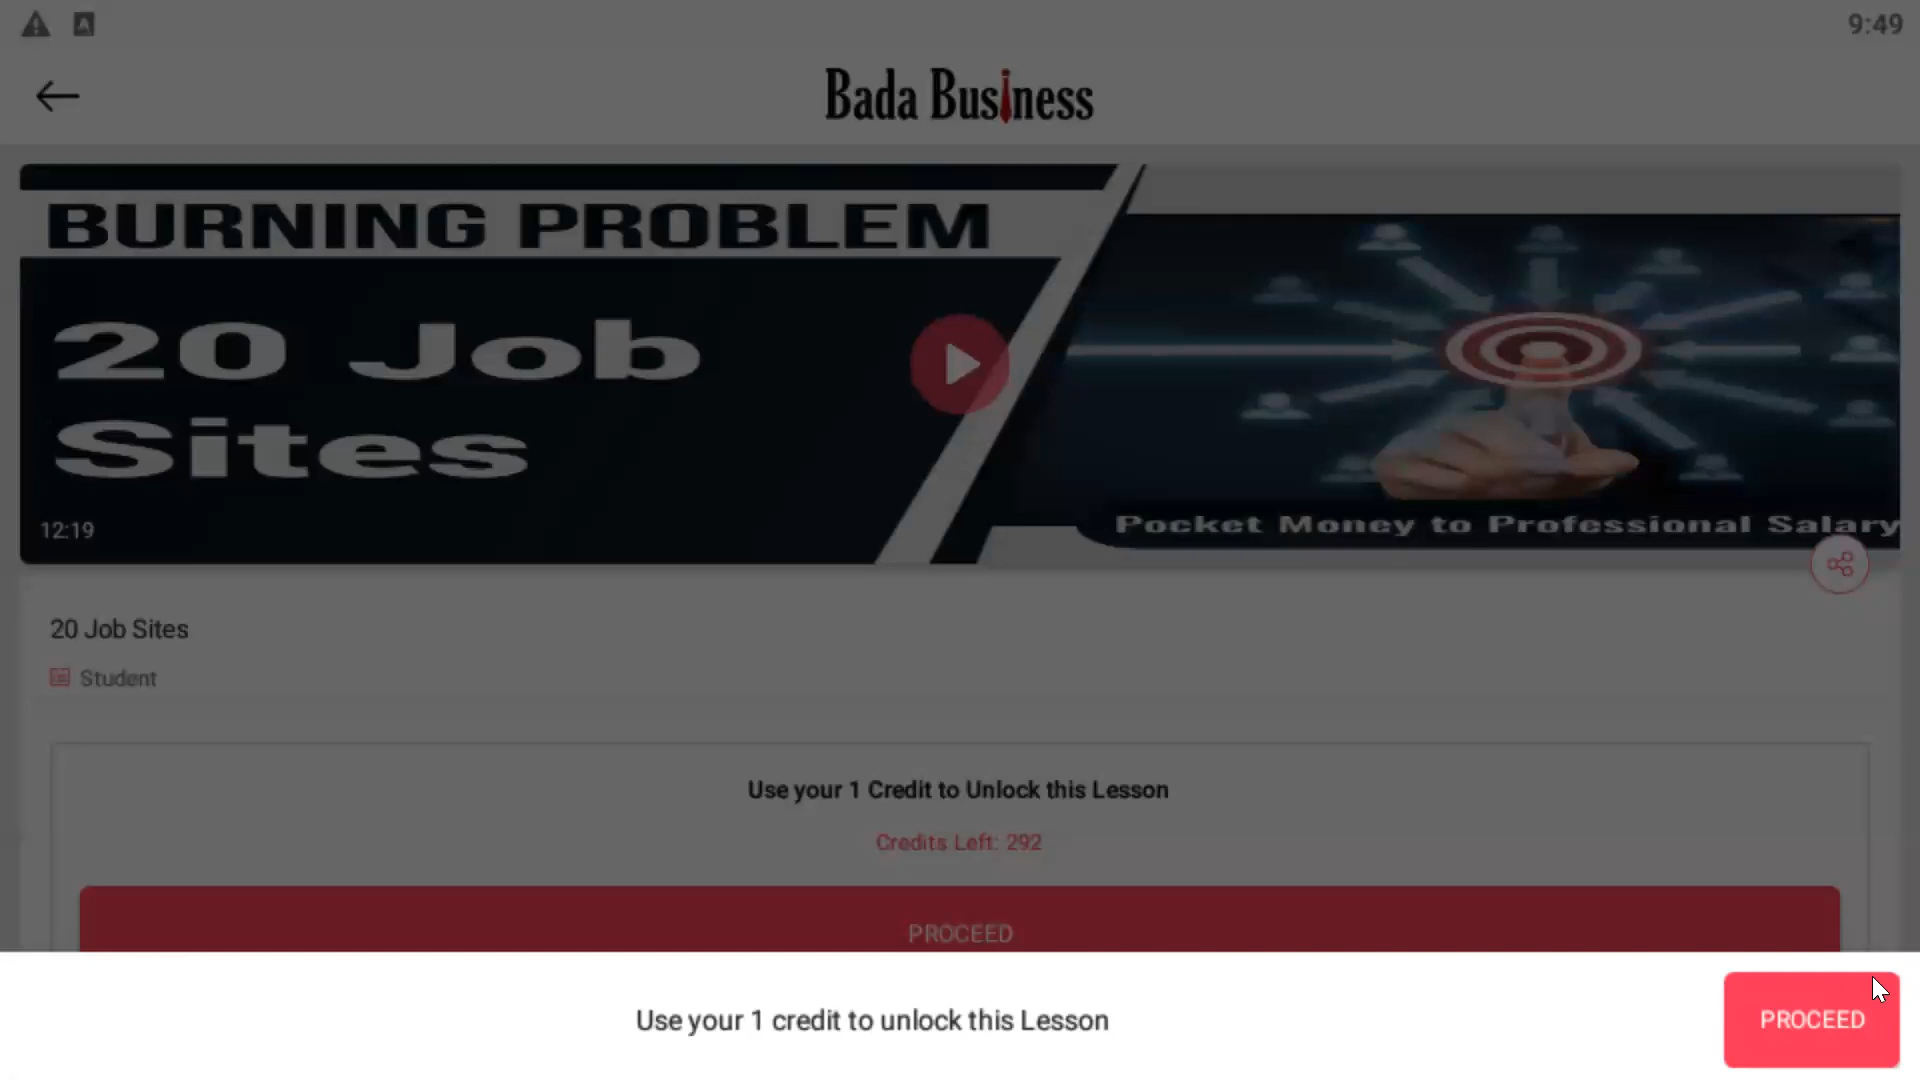 9:49
Bada Business
BURNING PROBLEM
20 Job
Sites
12:19
Pocket Money to Professional Salary
20 Job Sites
Student
Use your 1 Credit to Unlock this Lesson
Credits Left: 292
PROCEED
Use your 1 credit to unlock this Lesson
PROCEED